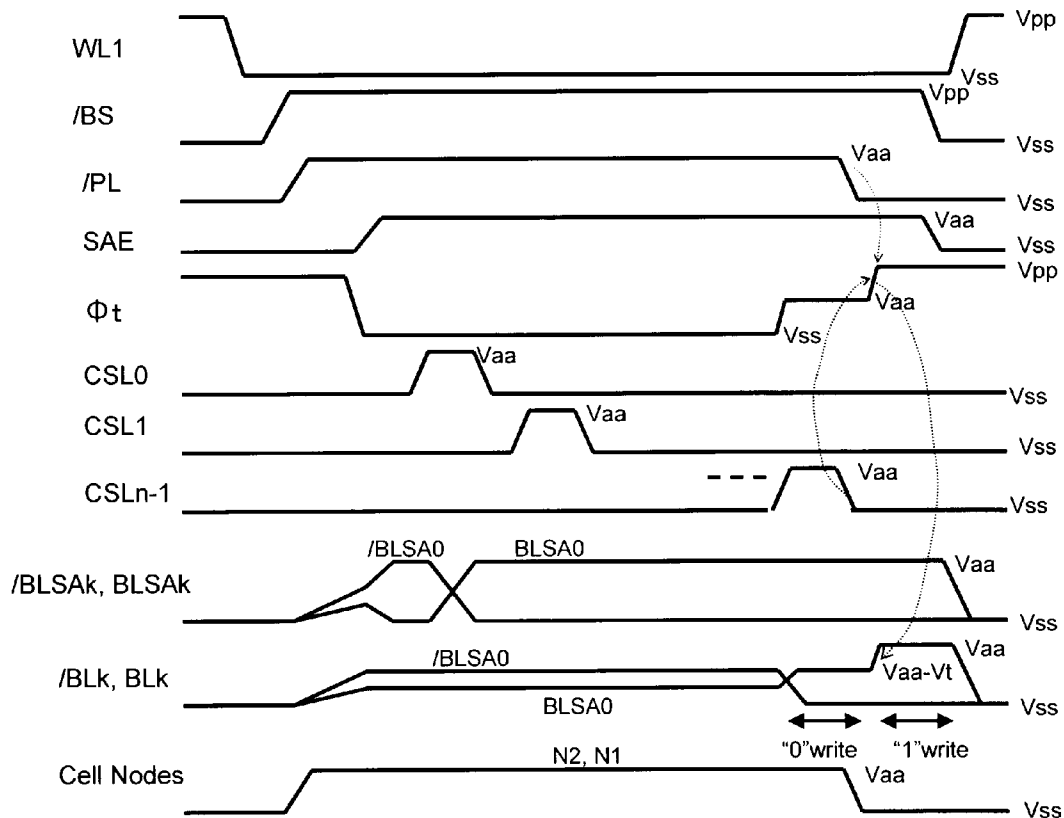 WL1
Vpp
Vss
/BS
Vpp
Vss
/PL
Vaa
Vss
SAE
Vaa
Vss
Φt
Vpp
Vaa
Vss
CSL0
Vaa
Vss
CSL1
Vaa
Vss
CSLn-1
Vaa
Vss
/BLSAk, BLSAk
/BLSA0
BLSA0
Vaa
Vss
/BLk, BLk
/BLSA0
BLSA0
Vaa
Vaa-Vt
Vss
"0"write
"1"write
Cell Nodes
N2, N1
Vaa
Vss